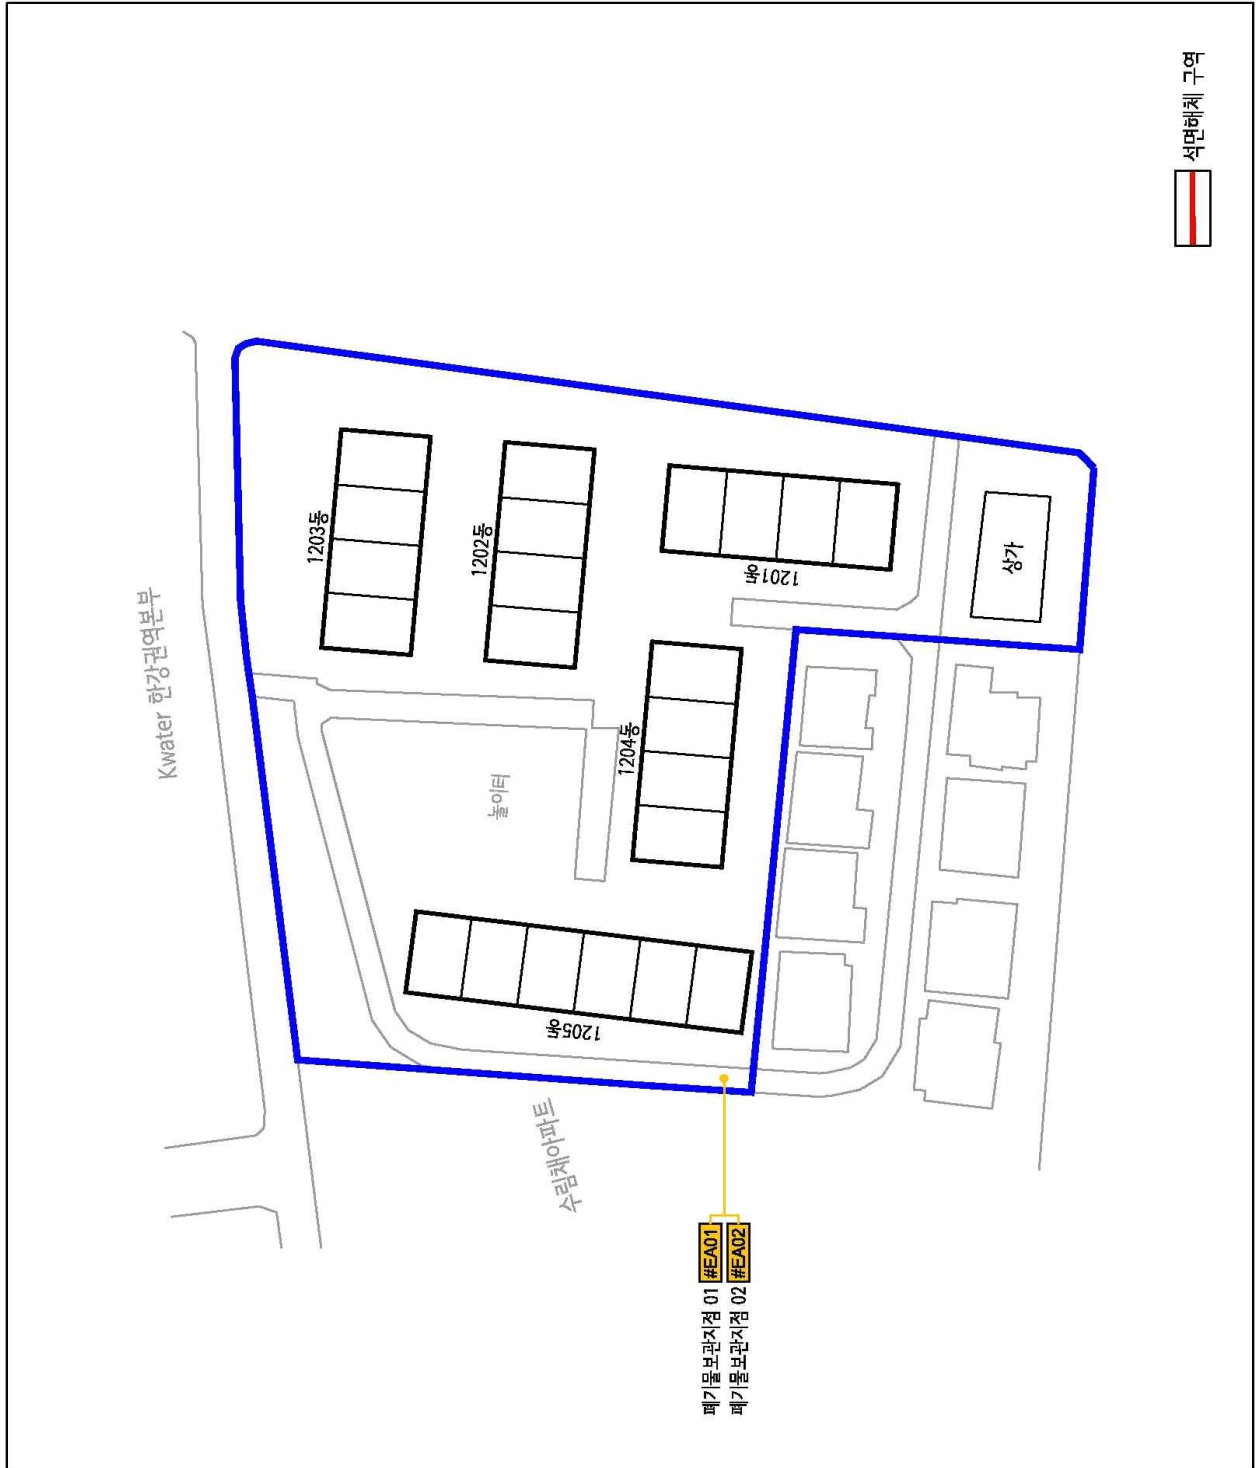 석면해체 구역
Kwater 한강권역본부
1203동
1202동
1201동
상가
1204동
놀이터
1205동
수림채아파트
폐기물보관지점 01 #EA01
폐기물보관지점 02 #EA02